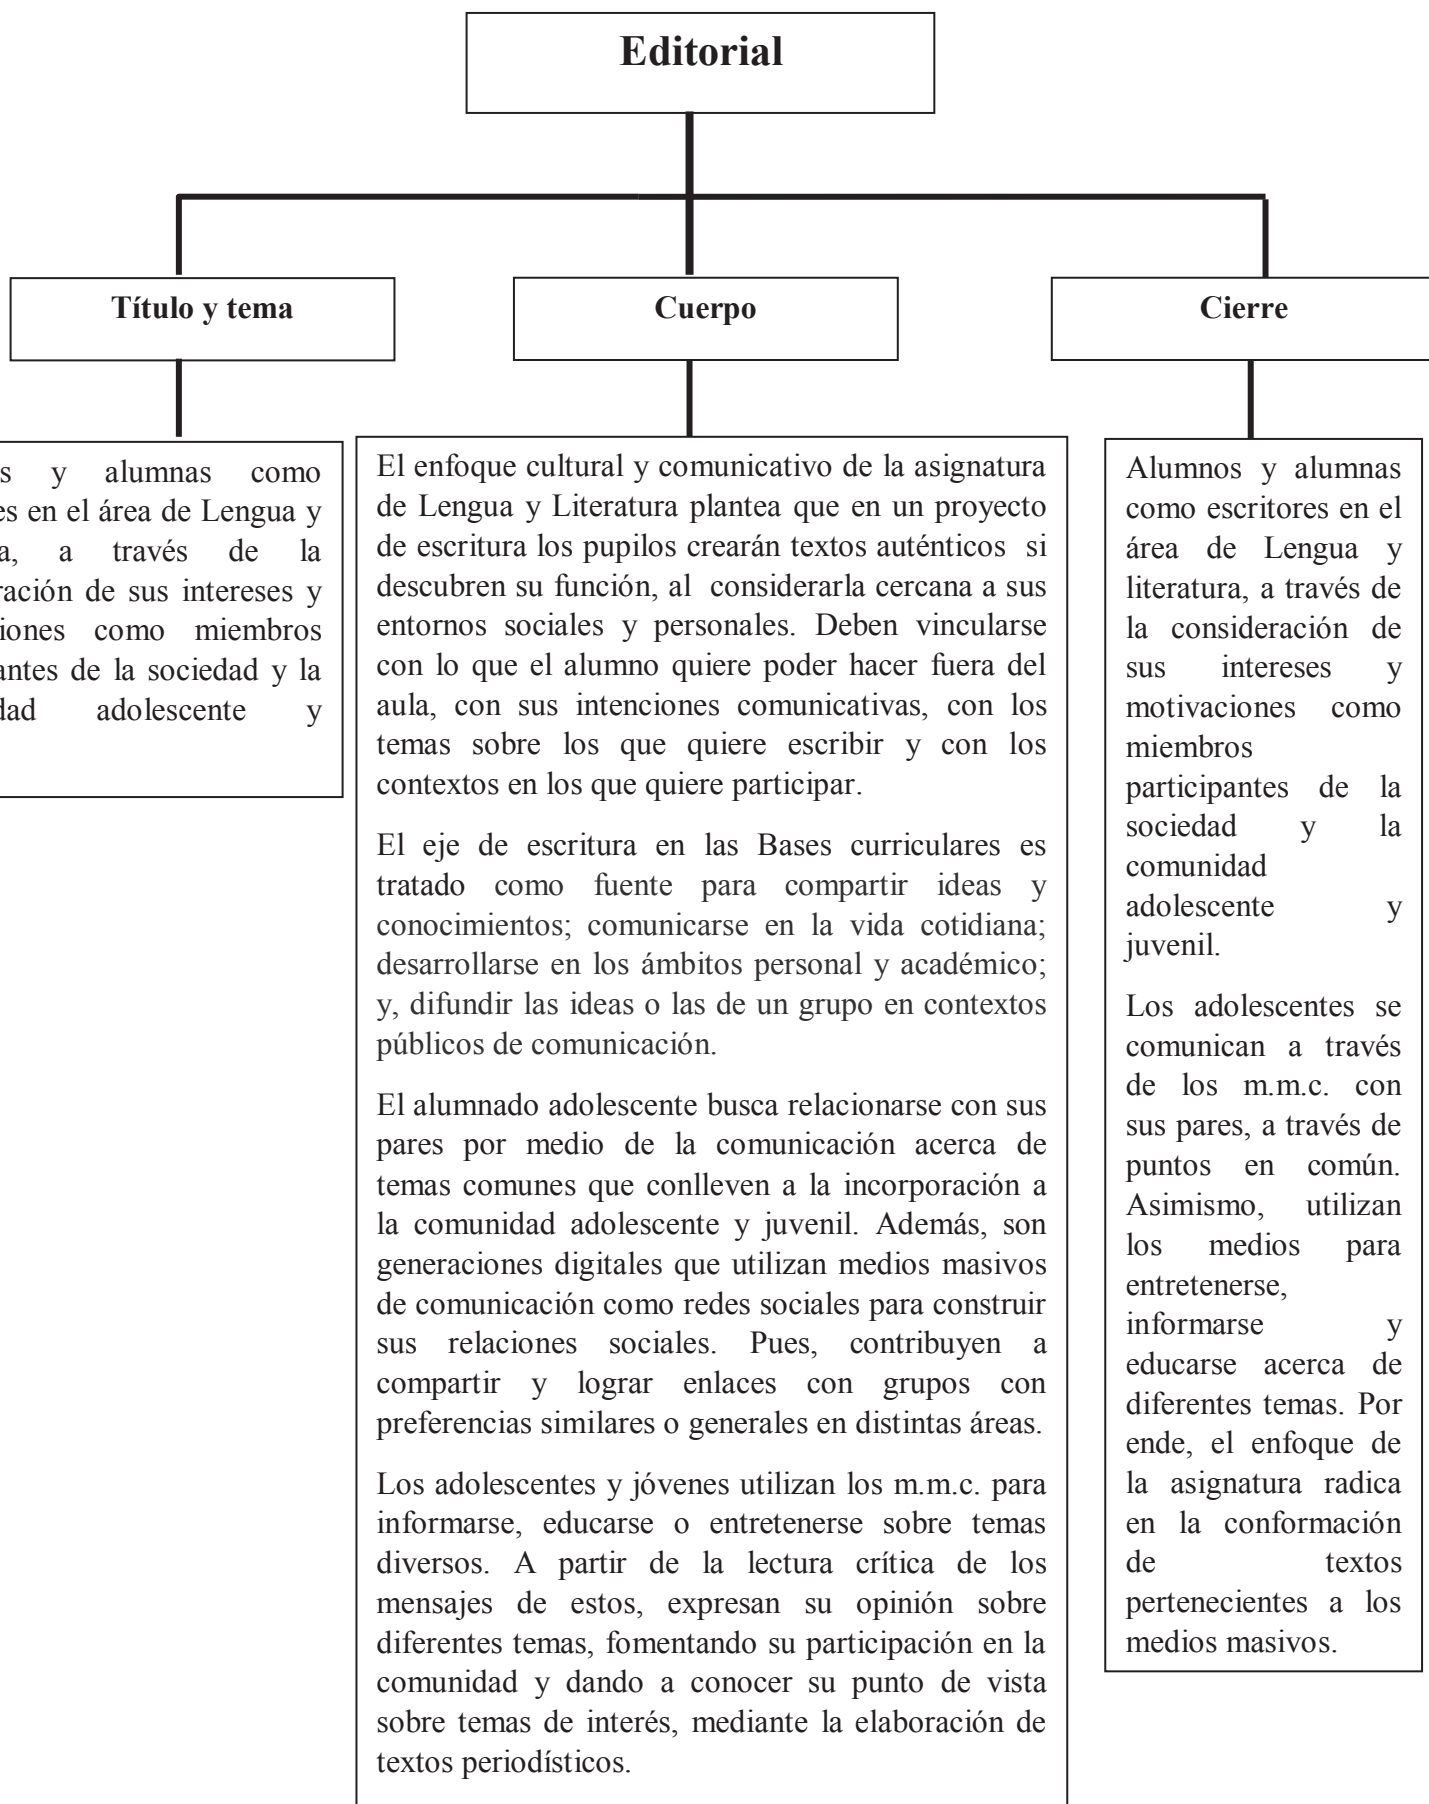 Editorial
Título y tema
Cuerpo
Cierre
y alumnas como
en el área de Lengua y
a través de la
de sus intereses y
como miembros
de la sociedad y la
adolescente y
El enfoque cultural y comunicativo de la asignatura
de Lengua y Literatura plantea que en un proyecto
de escritura los pupilos crearán textos auténticos si
descubren su función, al considerarla cercana a sus
entornos sociales y personales. Deben vincularse
con lo que el alumno quiere poder hacer fuera del
aula, con sus intenciones comunicativas, con los
temas sobre los que quiere escribir y con los
contextos en los que quiere participar.
El eje de escritura en las Bases curriculares es
tratado como fuente para compartir ideas y
conocimientos; comunicarse en la vida cotidiana;
desarrollarse en los ámbitos personal y académico;
y, difundir las ideas o las de un grupo en contextos
públicos de comunicación.
El alumnado adolescente busca relacionarse con sus
pares por medio de la comunicación acerca de
temas comunes que conlleven a la incorporación a
la comunidad adolescente y juvenil. Además, son
generaciones digitales que utilizan medios masivos
de comunicación como redes sociales para construir
sus relaciones sociales. Pues, contribuyen a
compartir y lograr enlaces con grupos con
preferencias similares o generales en distintas áreas.
Los adolescentes y jóvenes utilizan los m.m.c. para
informarse, educarse o entretenerse sobre temas
diversos. A partir de la lectura crítica de los
mensajes de estos, expresan su opinión sobre
diferentes temas, fomentando su participación en la
comunidad y dando a conocer su punto de vista
sobre temas de interés, mediante la elaboración de
textos periodísticos.
Alumnos y alumnas
como escritores en el
área de Lengua y
literatura, a través de
la consideración de
sus intereses y
motivaciones como
miembros
participantes de la
sociedad y la
comunidad
adolescente y
juvenil.
Los adolescentes se
comunican a través
de los m.m.c. con
sus pares, a través de
puntos en común.
Asimismo, utilizan
los medios para
entretenerse,
informarse y
educarse acerca de
diferentes temas. Por
ende, el enfoque de
la asignatura radica
en la conformación
de textos
pertenecientes a los
medios masivos.